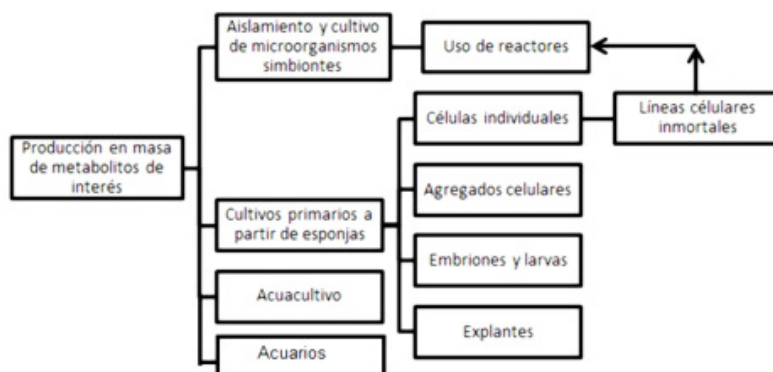 Aislamiento y cultivo
de microorganismos
simbiontes
Uso de reactores
Células individuales
Líneas célulares
inmortales
Producción en masa
de metabolitos de
interés
Agregados celulares
Cultivos primarios a
partir de esponjas
Embriones y larvas
Acuacultivo
Explantes
Acuarios